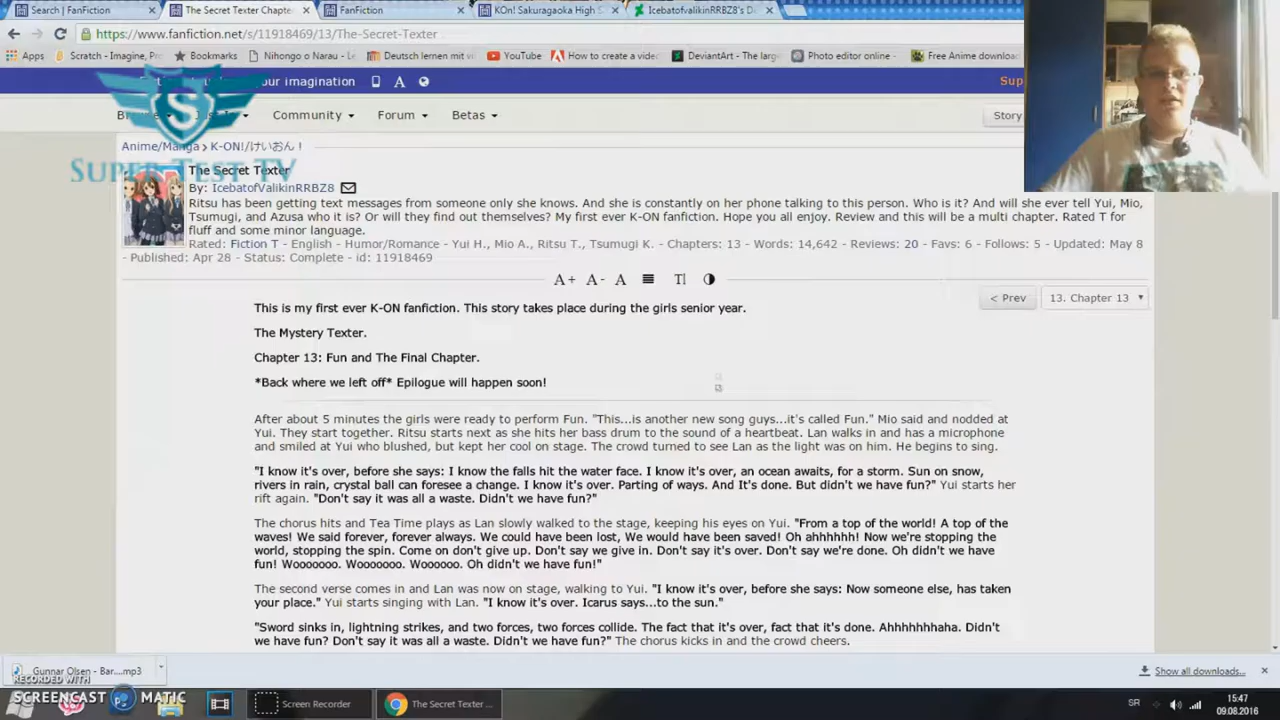 Search | FanFiction
The Secret Texter Chapte
FanFiction
KOn! Sakuragaoka High S
IcebatofvalikinRRBZ8's D
https://www.fanfiction.net/s/11918469/13/The-Secret-Texter
Apps
Scratch - Imagine, Pro
Bookmarks
Nihongo o Narau - L
Deutsch lernen mit v
YouTube
How to create a vide
DeviantArt - The larg
Photo editor online -
Free Anime download
your imagination
A
Sup
Brows
Just In
Community
Forum
Betas
Story
Anime/Manga > K-ON!/けいおん!
SUPER TEST TV
The Secret Texter
By: IcebatofValikinRRBZ8
Ritsu has been getting text messages from someone only she knows. And she is constantly on her phone talking to this person. Who is it? And will she ever tell Yui, Mio,
Tsumugi, and Azusa who it is? Or will they find out themselves? My first ever K-ON fanfiction. Hope you all enjoy. Review and this will be a multi chapter. Rated T for
fluff and some minor language.
Rated: Fiction T - English - Humor/Romance - Yui H., Mio A., Ritsu T., Tsumugi K. - Chapters: 13 - Words: 14,642 - Reviews: 20 - Favs: 6 - Follows: 5 - Updated: May 8
- Published: Apr 28 - Status: Complete - id: 11918469
A+ A- A
< Prev
13. Chapter 13
This is my first ever K-ON fanfiction. This story takes place during the girls senior year.
The Mystery Texter.
Chapter 13: Fun and The Final Chapter.
*Back where we left off* Epilogue will happen soon!
After about 5 minutes the girls were ready to perform Fun. "This...is another new song guys...it's called Fun." Mio said and nodded at
Yui. They start together. Ritsu starts next as she hits her bass drum to the sound of a heartbeat. Lan walks in and has a microphone
and smiled at Yui who blushed, but kept her cool on stage. The crowd turned to see Lan as the light was on him. He begins to sing.
"I know it's over, before she says: I know the falls hit the water face. I know it's over, an ocean awaits, for a storm. Sun on snow,
rivers in rain, crystal ball can foresee a change. I know it's over. Parting of ways. And It's done. But didn't we have fun?" Yui starts her
rift again. "Don't say it was all a waste. Didn't we have fun?"
The chorus hits and Tea Time plays as Lan slowly walked to the stage, keeping his eyes on Yui. "From a top of the world! A top of the
waves! We said forever, forever always. We could have been lost, We would have been saved! Oh ahhhhhh! Now we're stopping the
world, stopping the spin. Come on don't give up. Don't say we give in. Don't say it's over. Don't say we're done. Oh didn't we have
fun! Wooooooo. Wooooooo. Woooooo. Oh didn't we have fun!"
The second verse comes in and Lan was now on stage, walking to Yui. "I know it's over, before she says: Now someone else, has taken
your place." Yui starts singing with Lan. "I know it's over. Icarus says...to the sun."
"Sword sinks in, lightning strikes, and two forces, two forces collide. The fact that it's over, fact that it's done. Ahhhhhhhaha. Didn't
we have fun? Don't say it was all a waste. Didn't we have fun?" The chorus kicks in and the crowd cheers.
Gunnar Olsen - Bar....mp3
Show all downloads...
RECORDED WITH
SCREENCAST MATIC
Screen Recorder
The Secret Texter ...
SR
15:47
09.08.2016